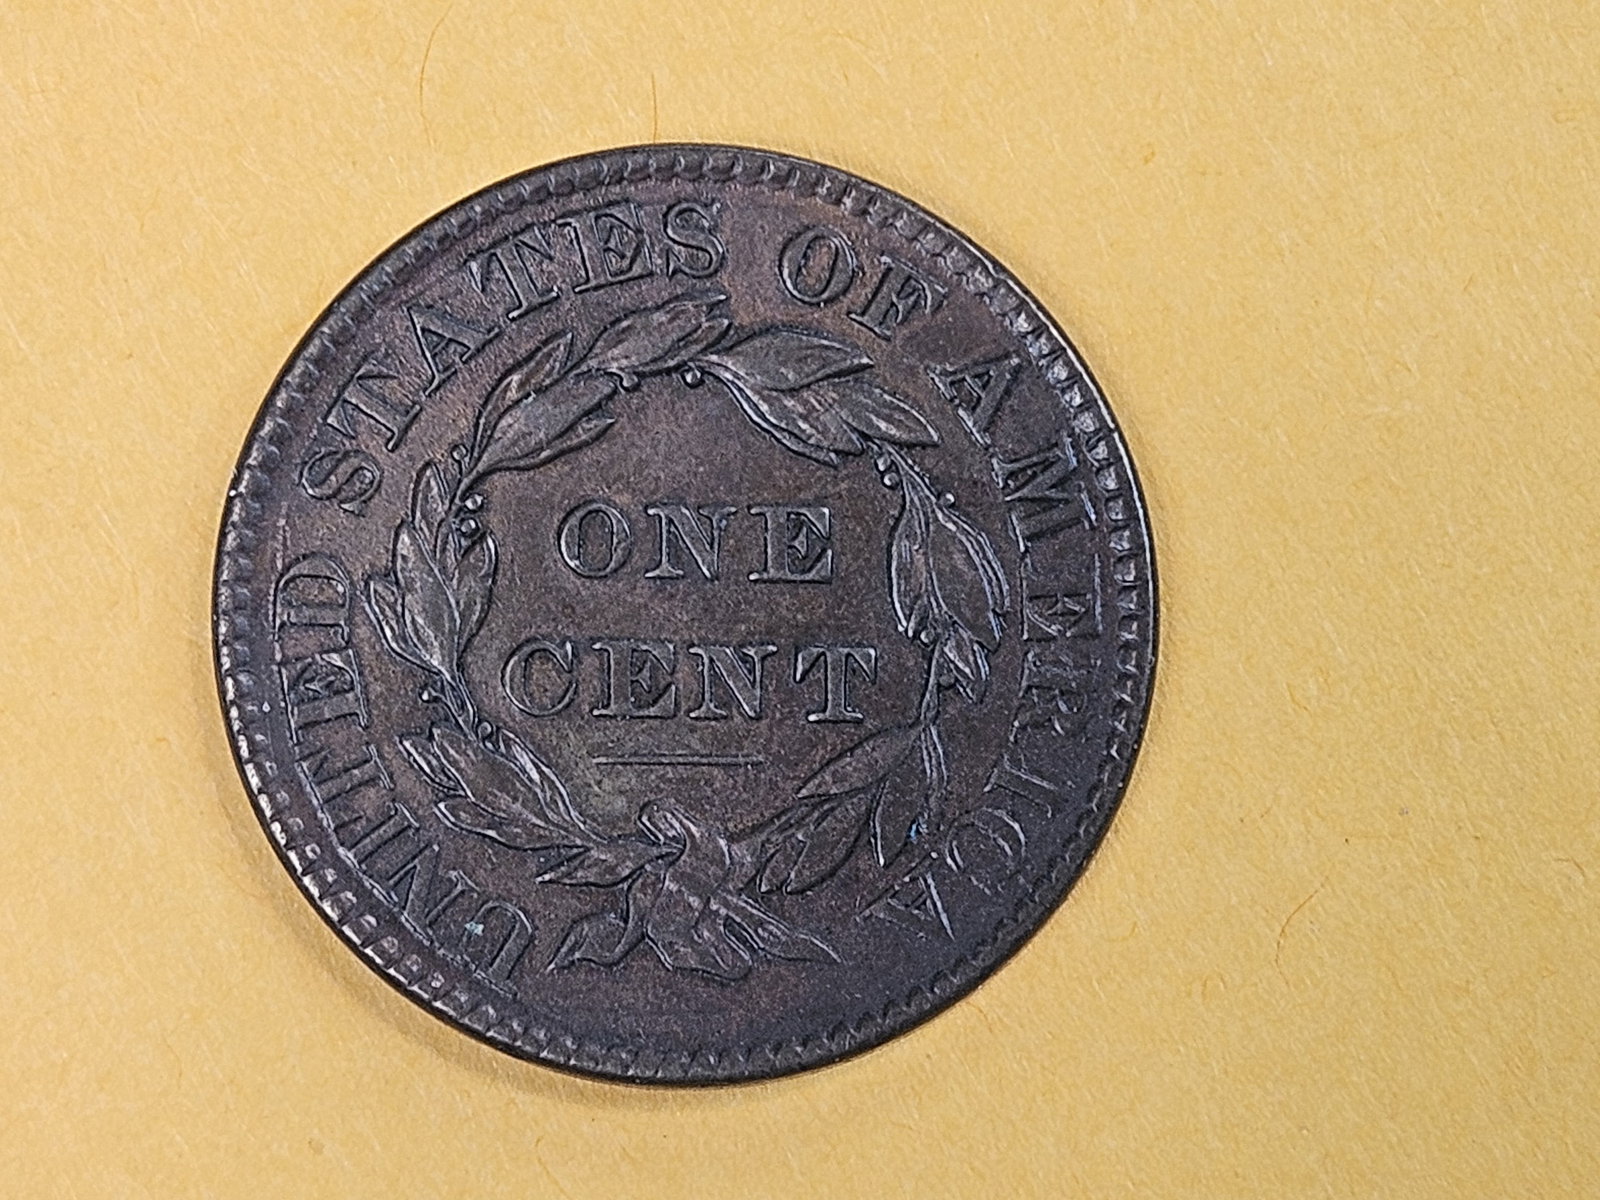 UNITED STATES OF AMERICA
ONE
CENT